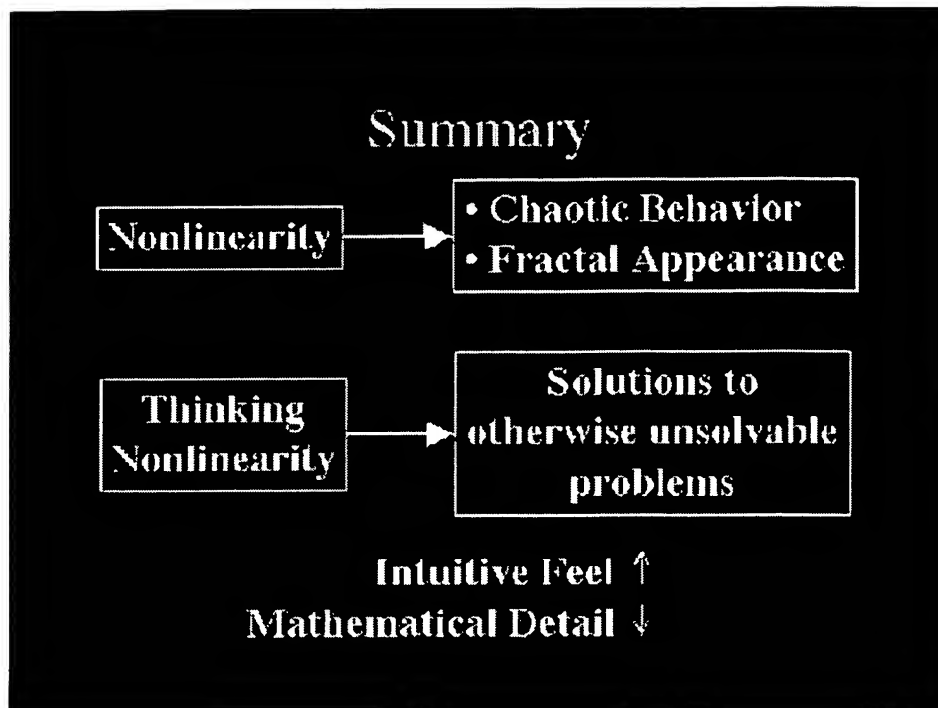 Summary
Nonlinearity
• Chaotic Behavior
• Fractal Appearance
Thinking
Nonlinearity
Solutions to
otherwise unsolvable
problems
Intuitive Feel ↑
Mathematical Detail ↓